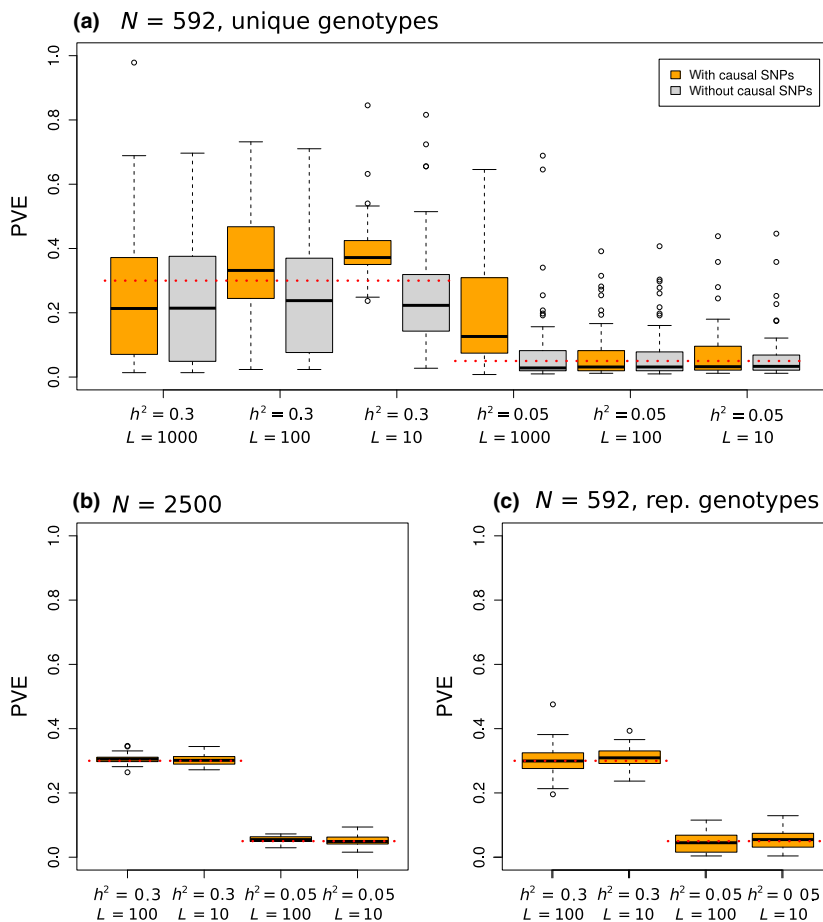 (a) N = 592, unique genotypes
1.0
0.8
0.6
0.4
0.2
0.0
PVE
With causal SNPs
Without causal SNPs
h² = 0.3 h² = 0.3 h² = 0.3 h² = 0.05 h² = 0.05 h² = 0.05
L = 1000 L = 100 L = 10 L = 1000 L = 100 L = 10
(b) N = 2500
1.0
0.8
0.6
0.4
0.2
0.0
PVE
h² = 0.3 h² = 0.3 h² = 0.05 h² = 0.05
L = 100 L = 10 L = 100 L = 10
(c) N = 592, rep. genotypes
1.0
0.8
0.6
0.4
0.2
0.0
PVE
h² = 0.3 h² = 0.3 h² = 0.05 h² = 0 05
L = 100 L = 10 L = 100 L = 10